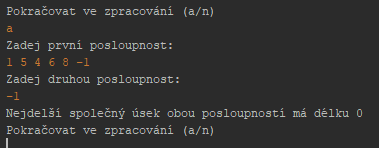 Pokračovat ve zpracování (a/n)
a
Zadej první posloupnost:
1 5 4 6 8 -1
Zadej druhou posloupnost:
-1
Nejdelší společný úsek obou posloupností má délku 0
Pokračovat ve zpracování (a/n)